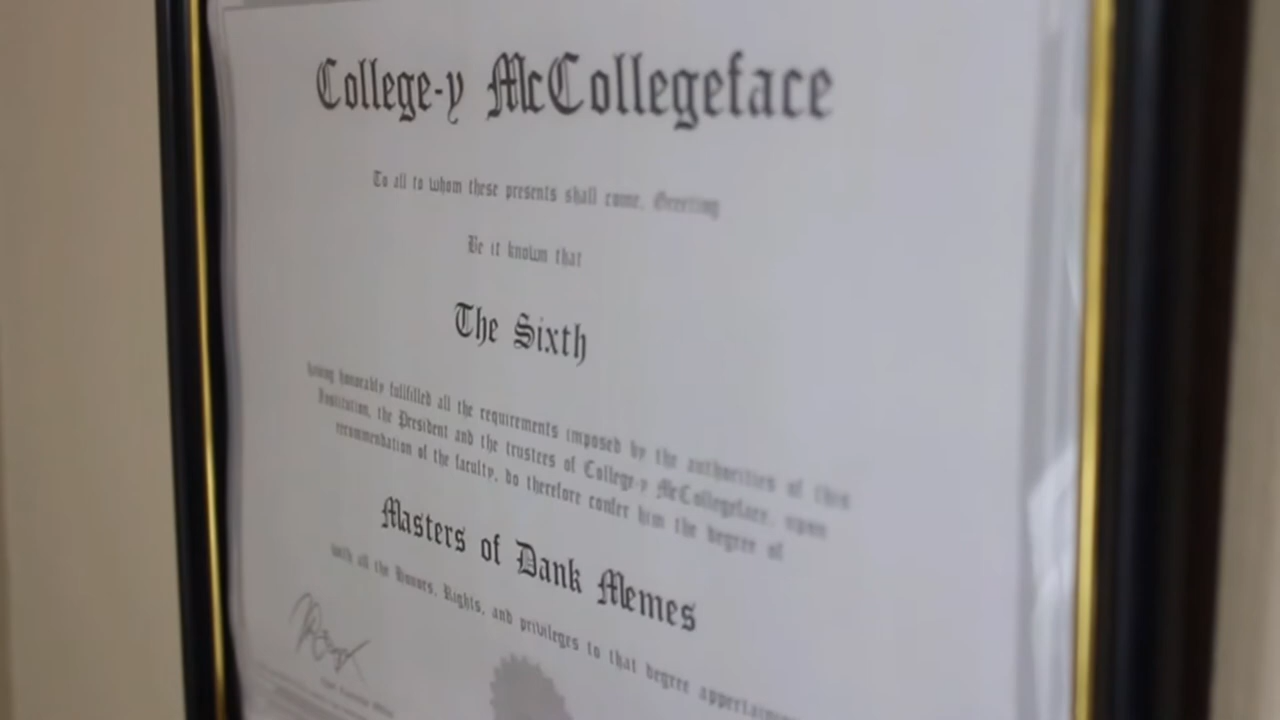 College-y McCollegeface
To all to whom these presents shall come, Greeting
Be it known that
The Sixth
having honorably fullfilled all the requirements imposed by the authorities of this
Institution, the President and the trustees of College-y McCollegeface, upon
recommendation of the faculty, do therefore confer him the degree of
Masters of Dank Memes
with all the Honors, Rights, and privileges to that degree appertaining